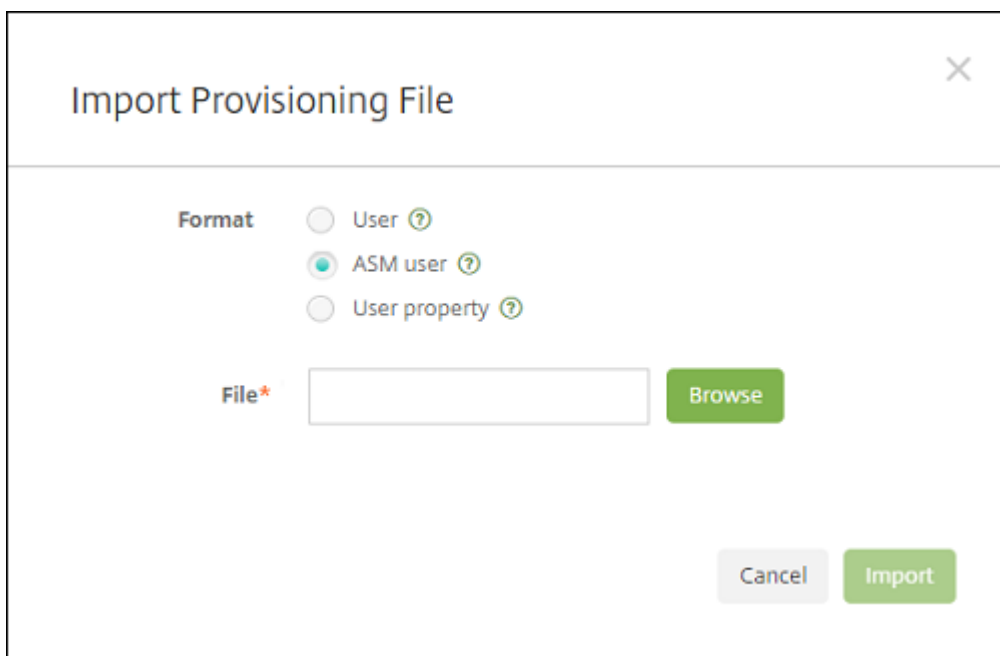 Import Provisioning File
Format
User ?
ASM user ?
User property ?
File* Browse
Cancel Import